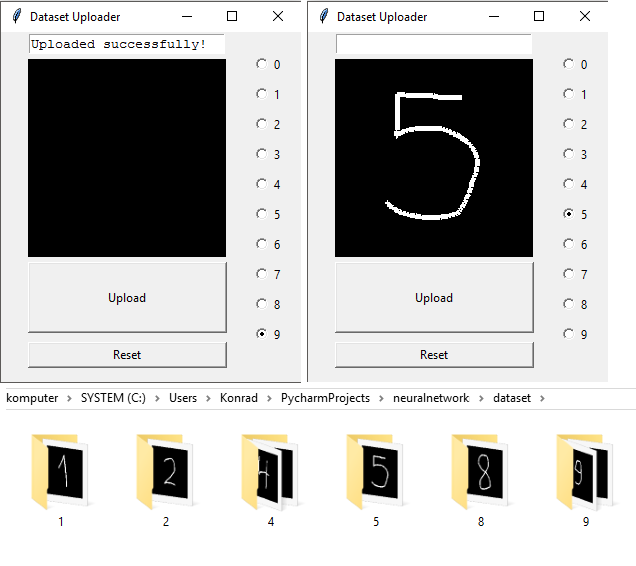 Dataset Uploader
Uploaded successfully!
0
1
2
3
4
5
6
7
8
9
Upload
Reset
Dataset Uploader
5
0
1
2
3
4
5
6
7
8
9
Upload
Reset
komputer > SYSTEM (C:) > Users > Konrad > PycharmProjects > neuralnetwork > dataset >
1 2 4 5 8 9
1 2 4 5 8 9